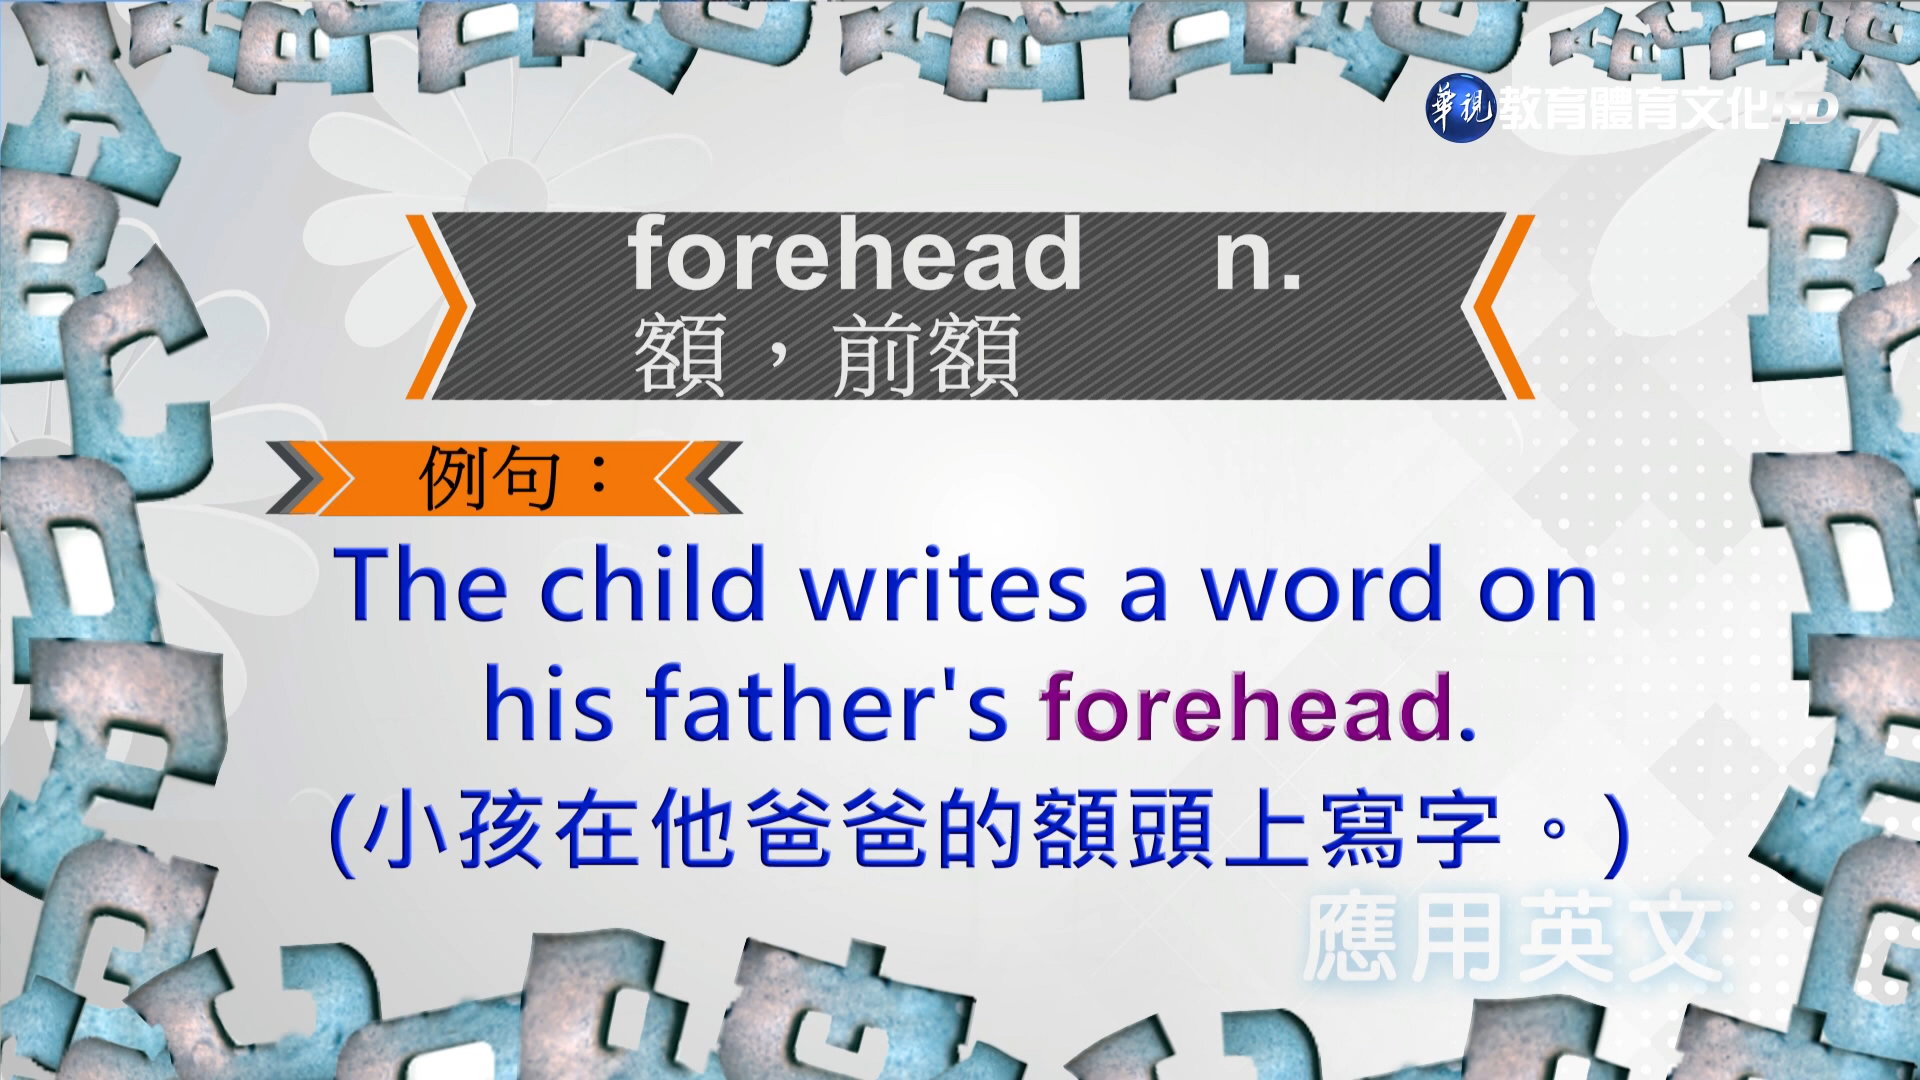 華視 教育體育文化HD
forehead n.
額，前額
例句：
The child writes a word on
his father's forehead.
(小孩在他爸爸的額頭上寫字。)
應用英文